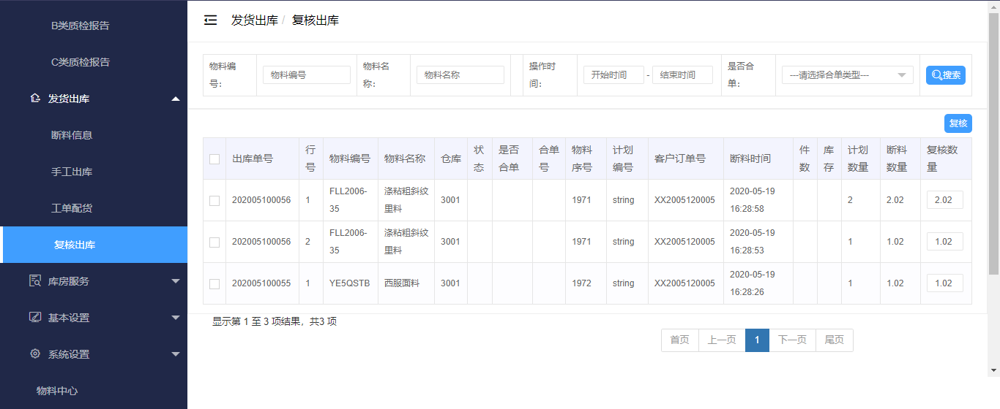 B类质检报告
C类质检报告
发货出库
断料信息
手工出库
工单配货
复核出库
库房服务
基本设置
系统设置
物料中心
发货出库 / 复核出库
物料编
号：
物料编号
物料名
称：
物料名称
操作时
间：
开始时间 - 结束时间
是否合
单：
---请选择合单类型---
搜索
复核
出库单号
行
号
物料编号
物料名称
仓库
状
态
是否
合单
合单
号
物料
序号
计划
编号
客户订单号
断料时间
件
数
库
存
计划
数量
断料
数量
复核数
量
202005100056
1
FLL2006-
35
涤粘粗斜纹
里料
3001
1971
string
XX2005120005
2020-05-19
16:28:58
2
2.02
2.02
202005100056
2
FLL2006-
35
涤粘粗斜纹
里料
3001
1971
string
XX2005120005
2020-05-19
16:28:53
1
1.02
1.02
202005100055
1
YE5QSTB
西服面料
3001
1972
string
XX2005120005
2020-05-19
16:28:26
1
1.02
1.02
显示第 1 至 3 项结果，共3 项
首页 上一页 1 下一页 尾页